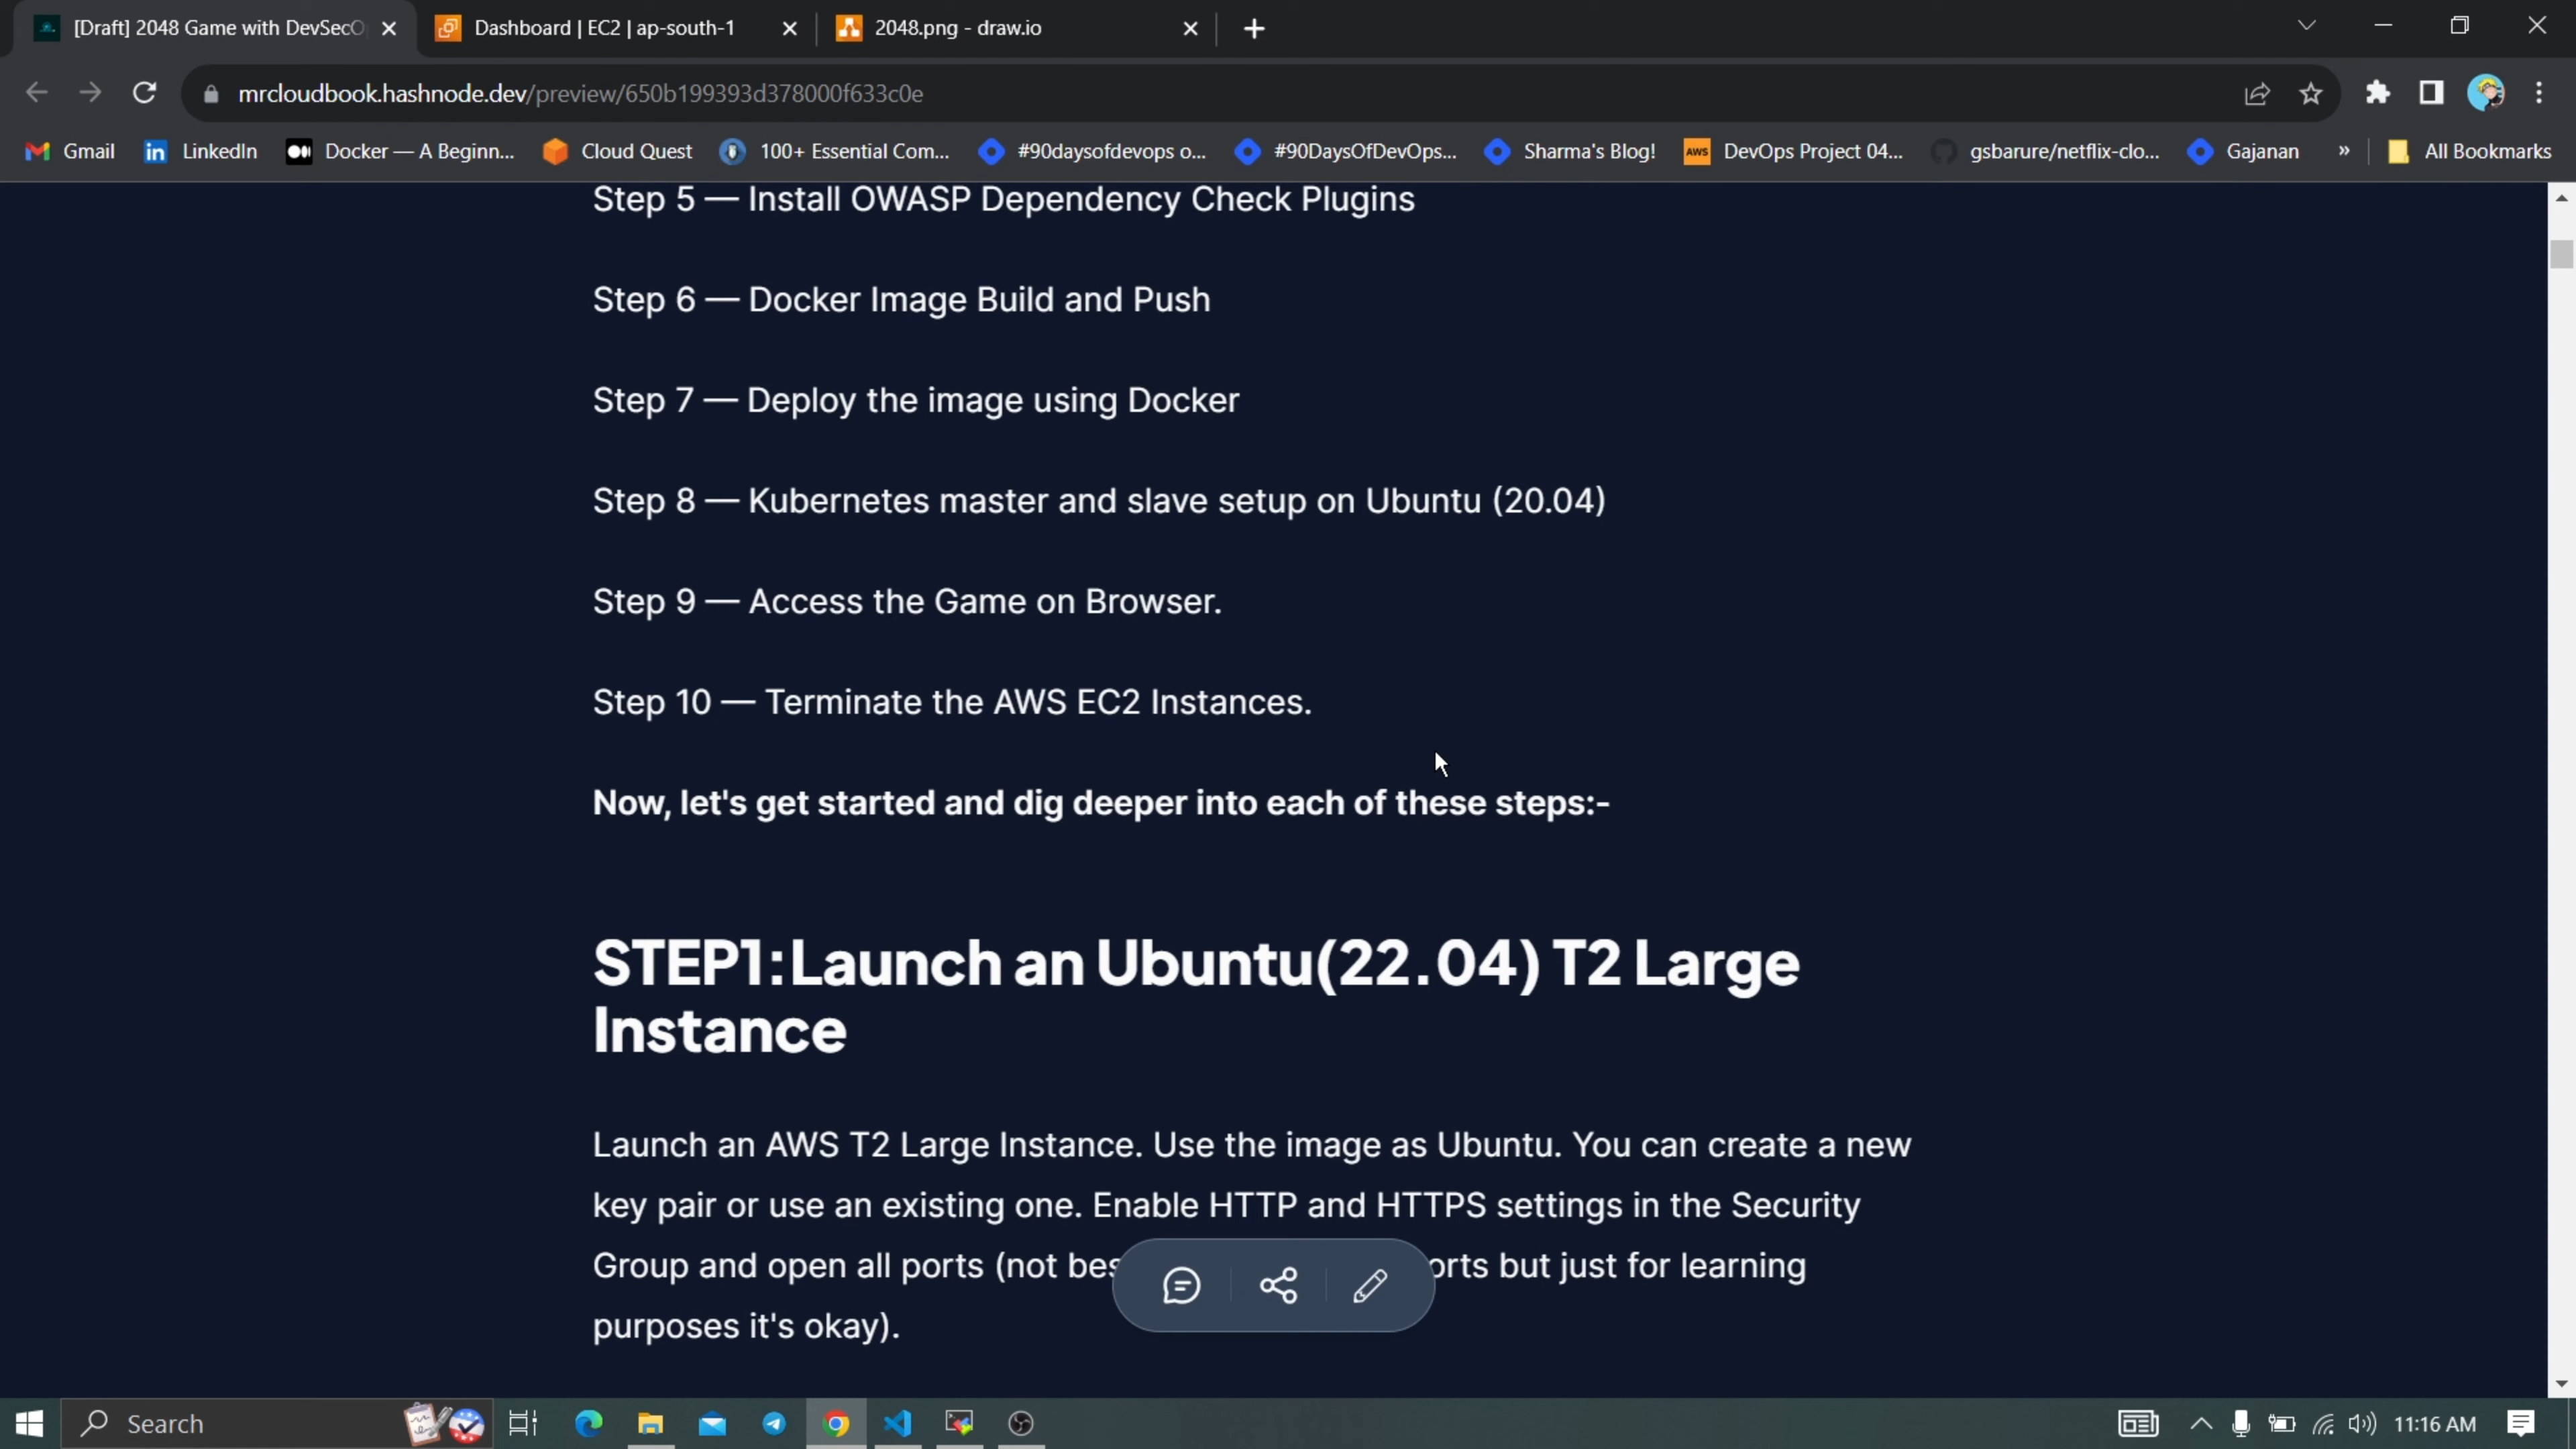 [Draft] 2048 Game with DevSecO
Dashboard | EC2 | ap-south-1
2048.png - draw.io
mrcloudbook.hashnode.dev/preview/650b199393d378000f633c0e
Gmail
LinkedIn
Docker — A Beginn...
Cloud Quest
100+ Essential Com...
#90daysofdevops o...
#90DaysOfDevOps...
Sharma's Blog!
AWS
DevOps Project 04...
gsbarure/netflix-clo...
Gajanan
»
All Bookmarks
Step 5 — Install OWASP Dependency Check Plugins
Step 6 — Docker Image Build and Push
Step 7 — Deploy the image using Docker
Step 8 — Kubernetes master and slave setup on Ubuntu (20.04)
Step 9 — Access the Game on Browser.
Step 10 — Terminate the AWS EC2 Instances.
Now, let's get started and dig deeper into each of these steps:-
STEP1:Launch an Ubuntu(22.04) T2 Large
Instance
Launch an AWS T2 Large Instance. Use the image as Ubuntu. You can create a new
key pair or use an existing one. Enable HTTP and HTTPS settings in the Security
Group and open all ports (not bes orts but just for learning
purposes it's okay).
Search
11:16 AM